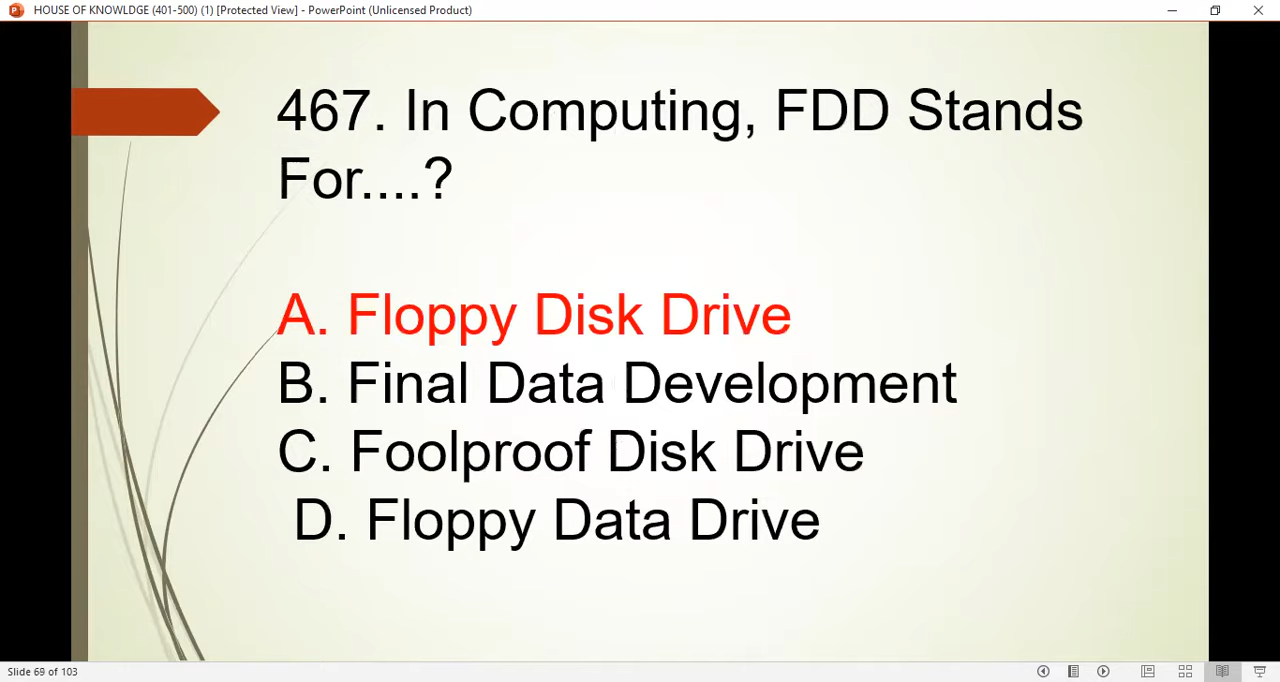 HOUSE OF KNOWLDGE (401-500) (1) [Protected View] - PowerPoint (Unlicensed Product)
467. In Computing, FDD Stands
For....?
A. Floppy Disk Drive
B. Final Data Development
C. Foolproof Disk Drive
D. Floppy Data Drive
Slide 69 of 103